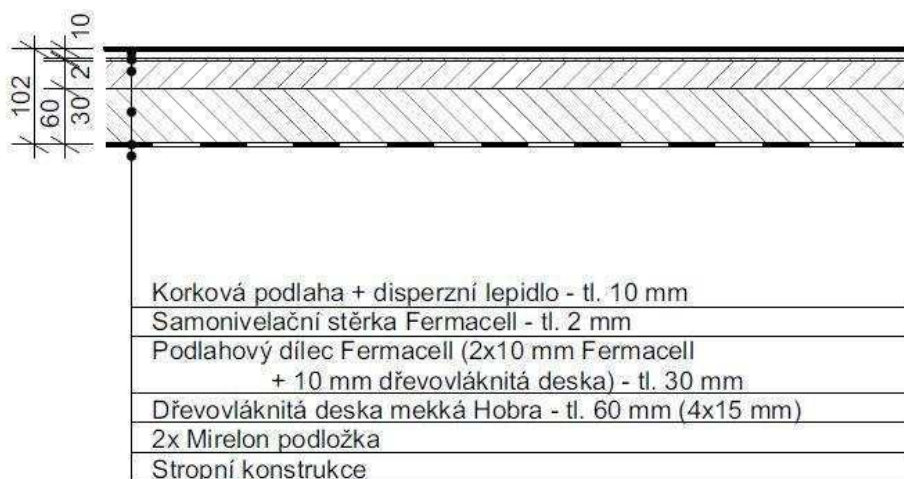 10
2
30
60
102
Korková podlaha + disperzní lepidlo - tl. 10 mm
Samonivelační stěrka Fermacell - tl. 2 mm
Podlahový dílec Fermacell (2x10 mm Fermacell
+ 10 mm dřevovláknitá deska) - tl. 30 mm
Dřevovláknitá deska mekká Hobra - tl. 60 mm (4x15 mm)
2x Mirelon podložka
Stropní konstrukce